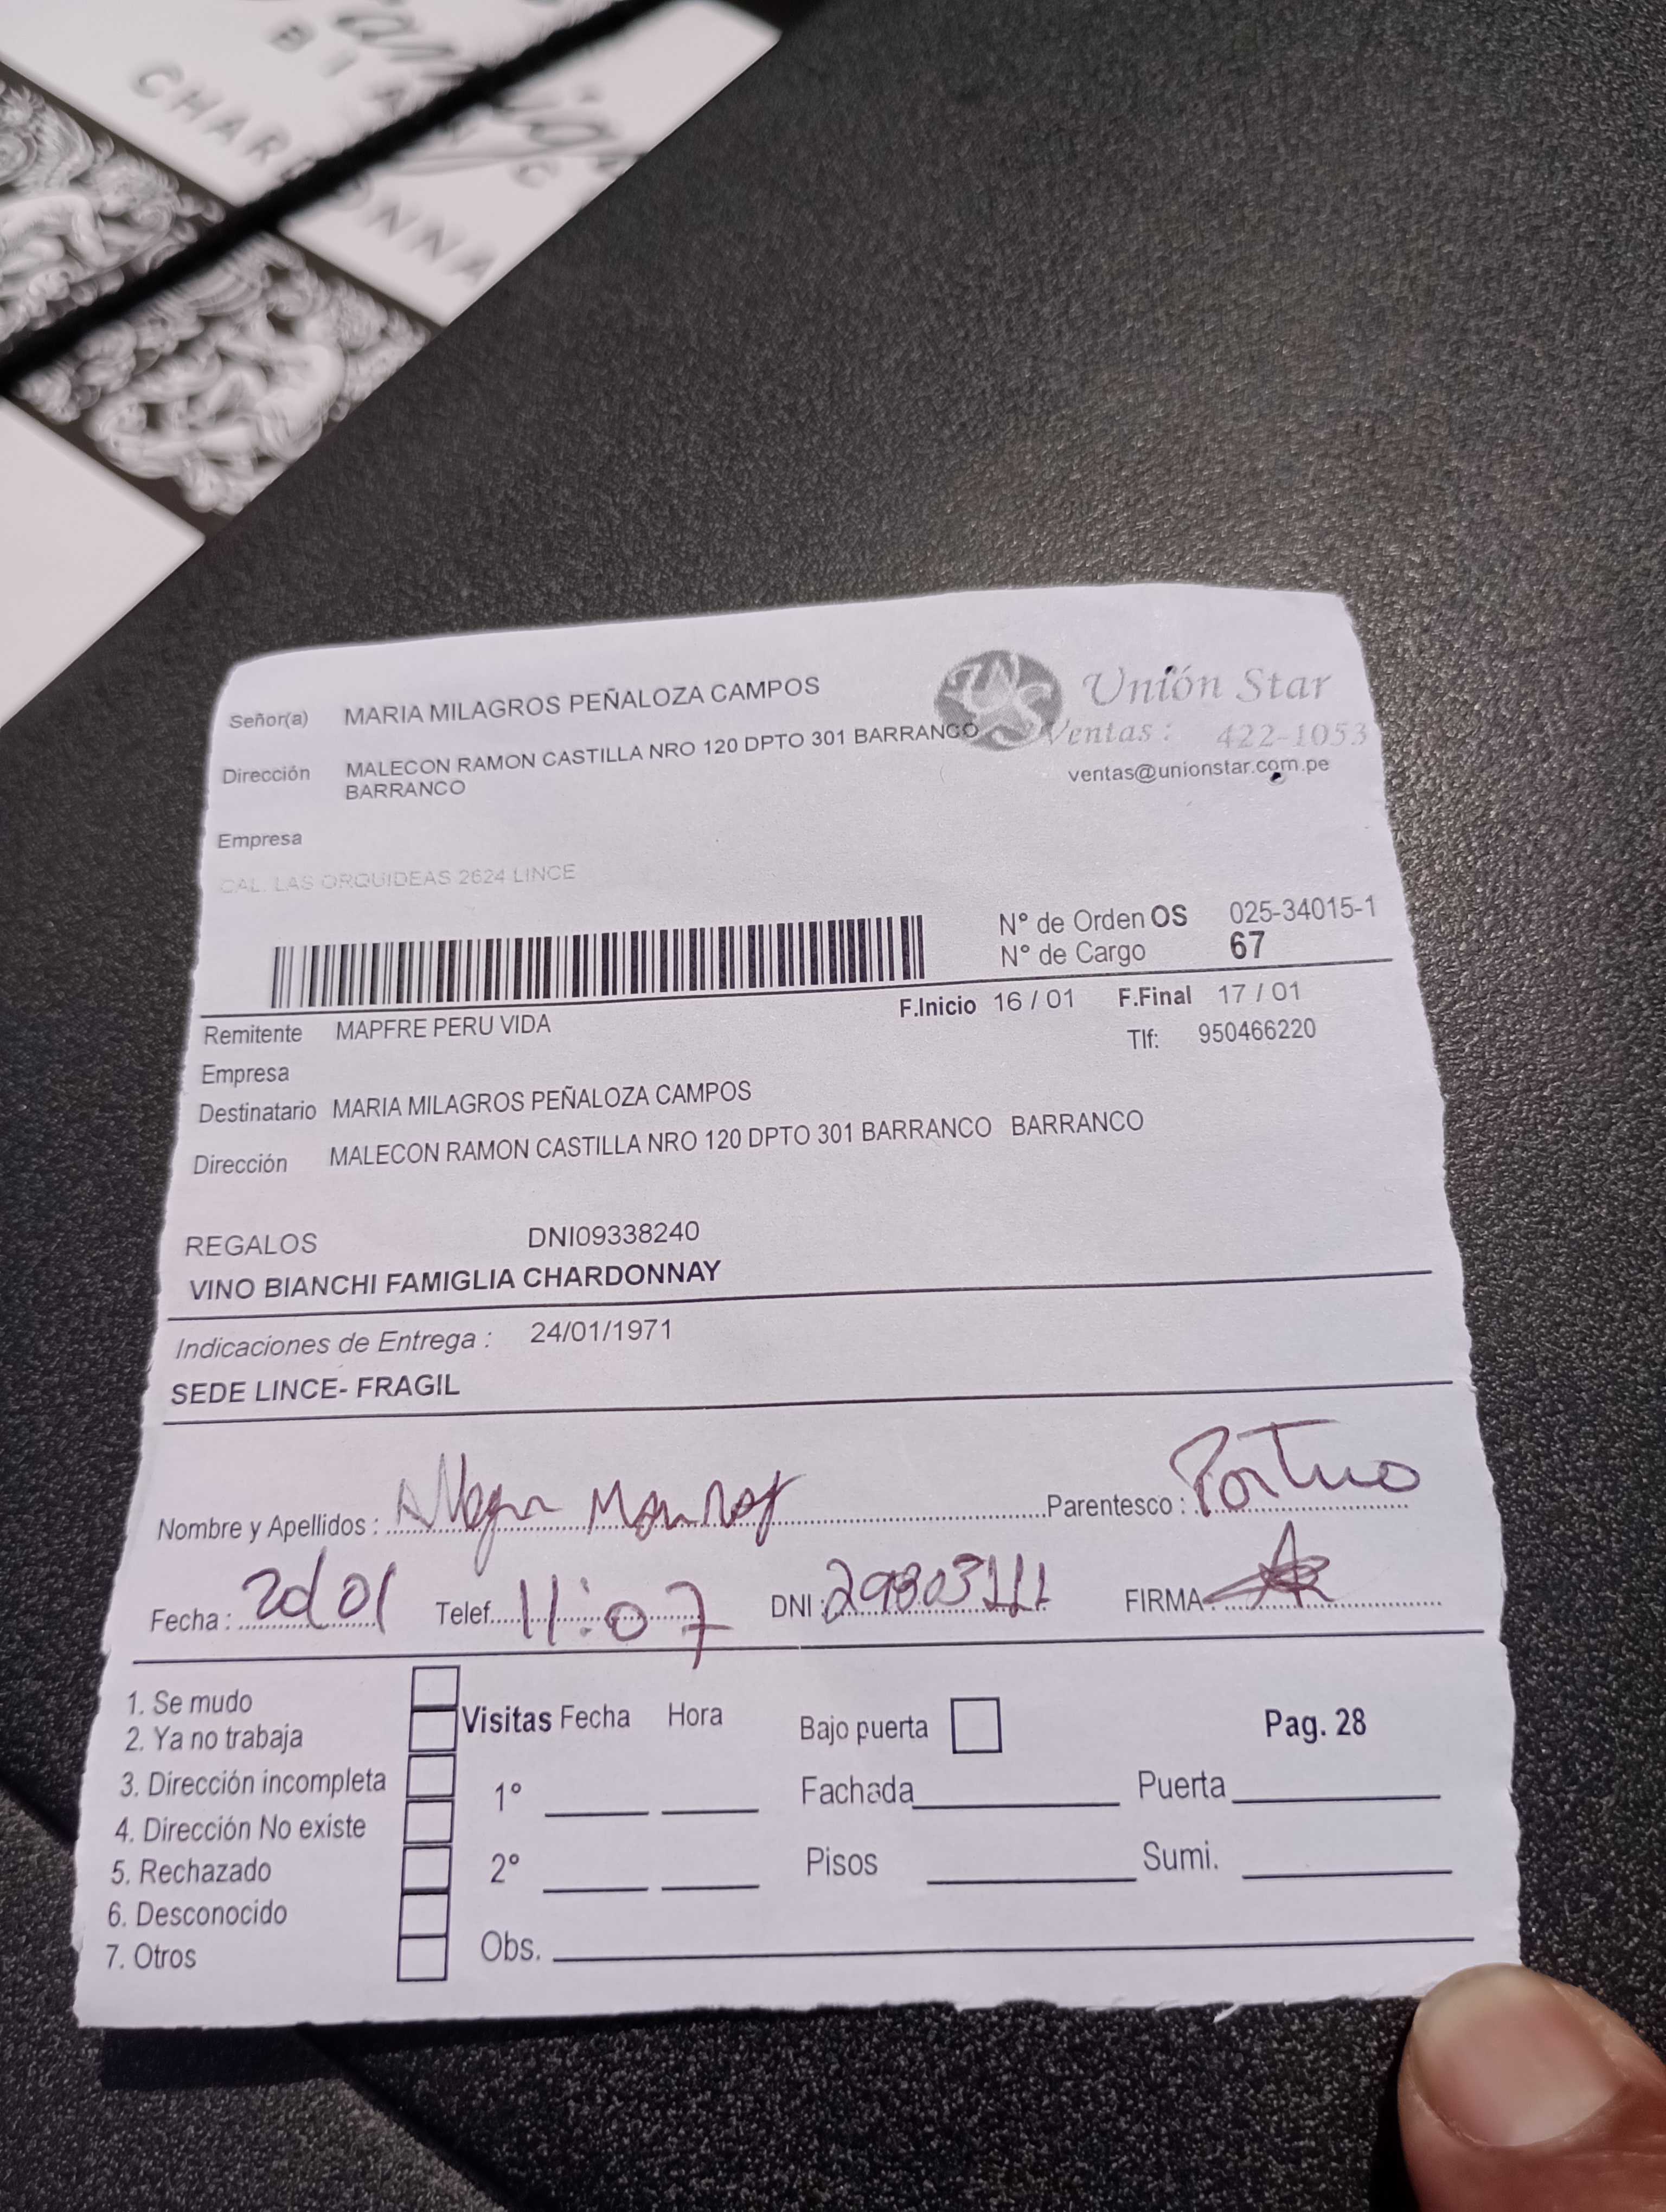 BIANC
CHARDONNA
Señor(a) MARIA MILAGROS PEÑALOZA CAMPOS
Unión Star
Dirección MALECON RAMON CASTILLA NRO 120 DPTO 301 BARRANCO
BARRANCO
Ventas: 422-1053
ventas@unionstar.com.pe
Empresa
CAL. LAS ORQUIDEAS 2624 LINCE
N° de Orden OS 025-34015-1
N° de Cargo 67
F.Inicio 16 / 01 F.Final 17 / 01
Remitente MAPFRE PERU VIDA
Tlf: 950466220
Empresa
Destinatario MARIA MILAGROS PEÑALOZA CAMPOS
Dirección MALECON RAMON CASTILLA NRO 120 DPTO 301 BARRANCO BARRANCO
REGALOS DNI09338240
VINO BIANCHI FAMIGLIA CHARDONNAY
Indicaciones de Entrega : 24/01/1971
SEDE LINCE- FRAGIL
Nombre y Apellidos : Parentesco :
Fecha : Telef. 11:07 DNI : 29803111 FIRMA :
1. Se mudo
2. Ya no trabaja
3. Dirección incompleta
4. Dirección No existe
5. Rechazado
6. Desconocido
7. Otros
Visitas Fecha Hora
1°
2°
Obs.
Bajo puerta Pag. 28
Fachada Puerta
Pisos Sumi.